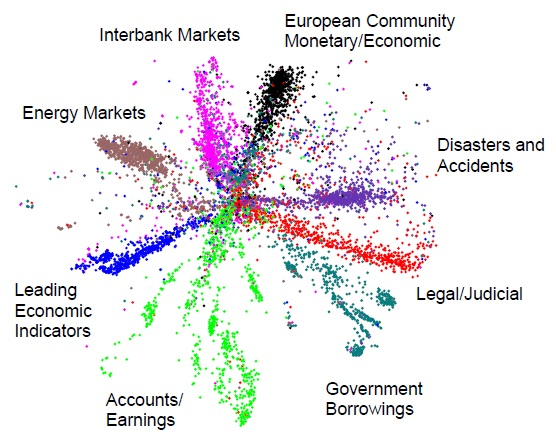 European Community
Monetary/Economic
Interbank Markets
Energy Markets
Disasters and
Accidents
Leading
Economic
Indicators
Legal/Judicial
Accounts/
Earnings
Government
Borrowings